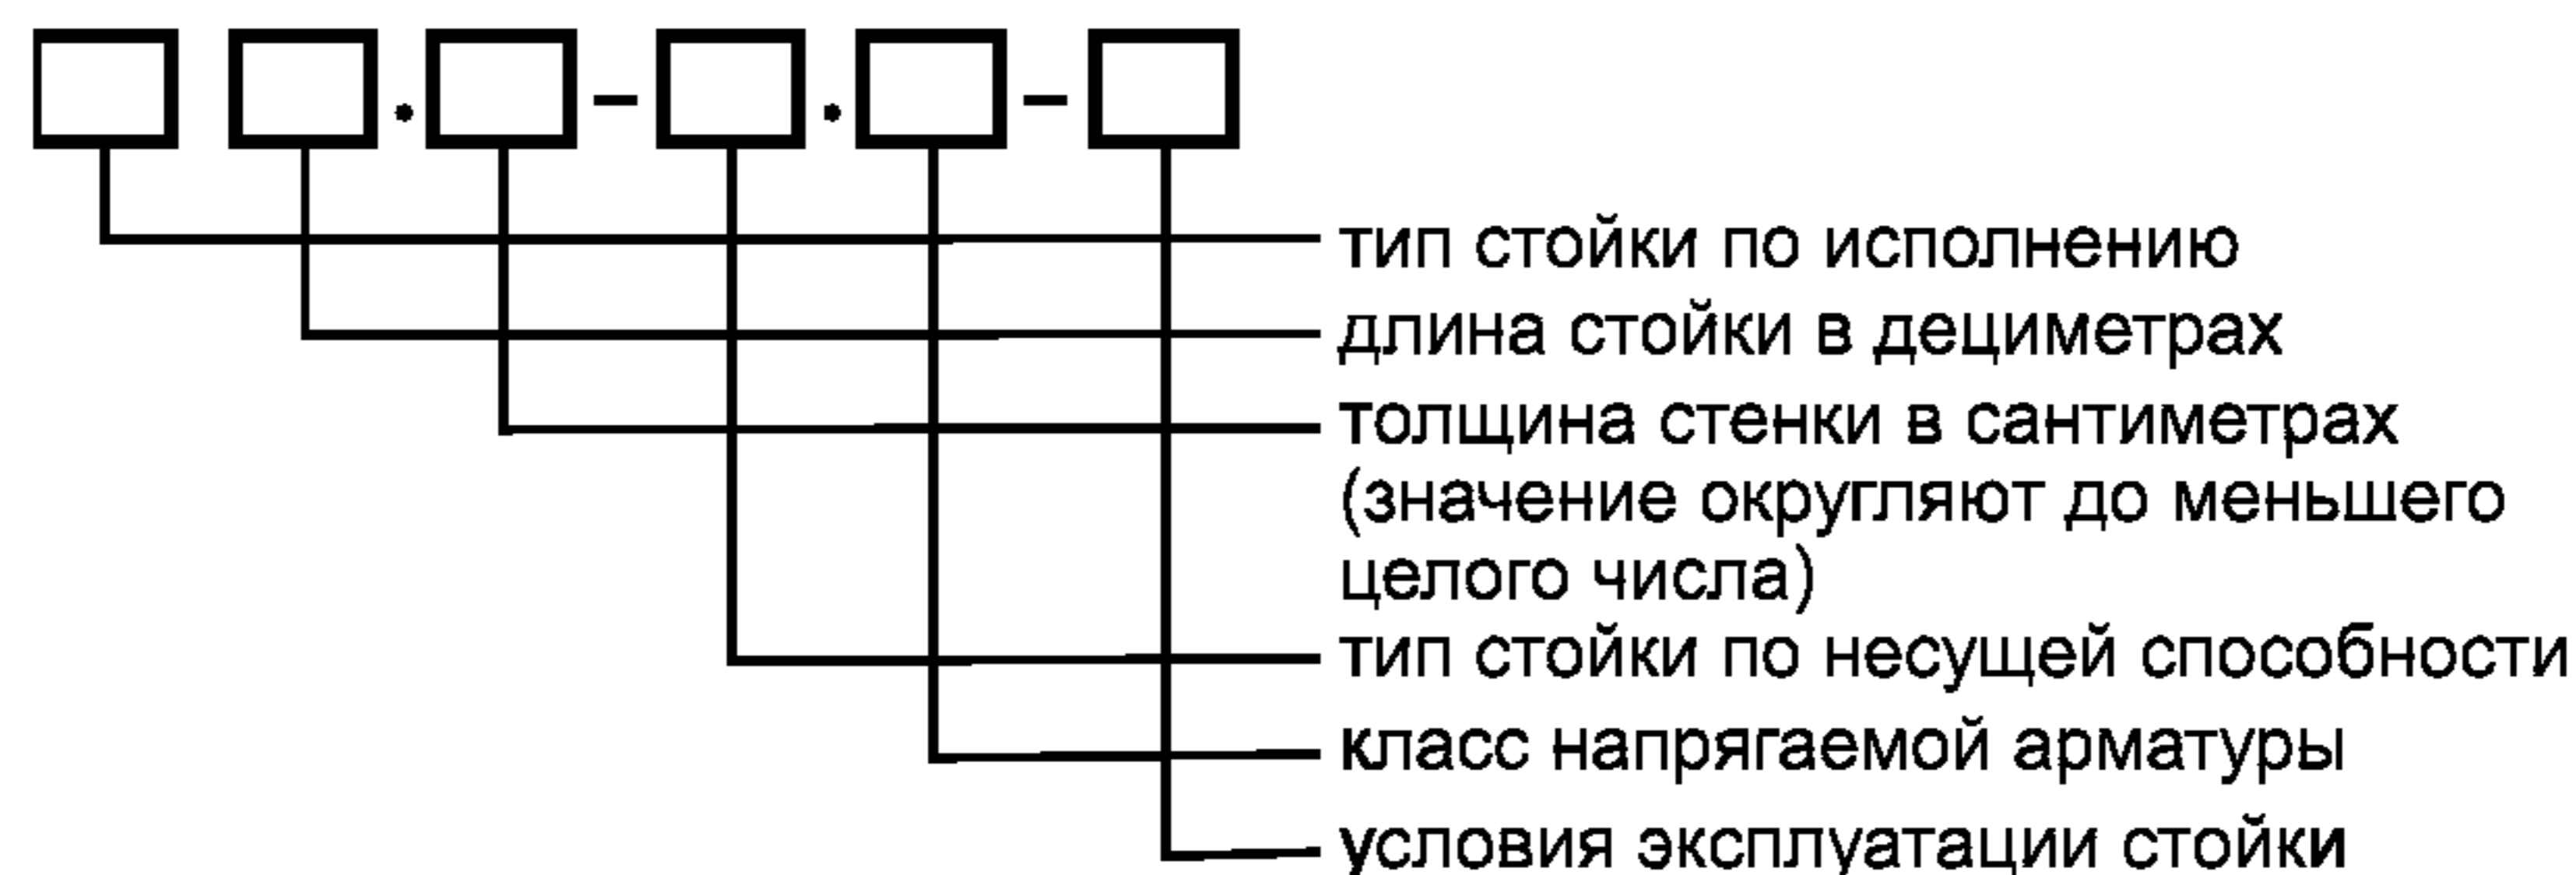 тип стойки по исполнению
длина стойки в дециметрах
толщина стенки в сантиметрах
(значение округляют до меньшего
целого числа)
тип стойки по несущей способности
класс напрягаемой арматуры
условия эксплуатации стойки